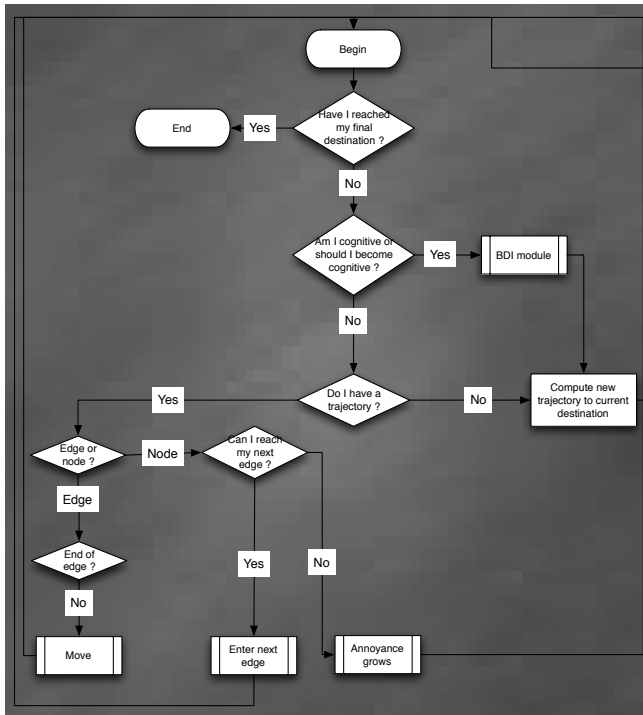 Begin
Have I reached
my final
destination ?
Yes
End
No
Am I cognitive or
should I become
cognitive ?
Yes
BDI module
No
Do I have a
trajectory ?
Yes
No
Compute new
trajectory to current
destination
Edge or
node ?
Node
Can I reach
my next
edge ?
Edge
End of
edge ?
Yes
No
No
Move
Enter next
edge
Annoyance
grows